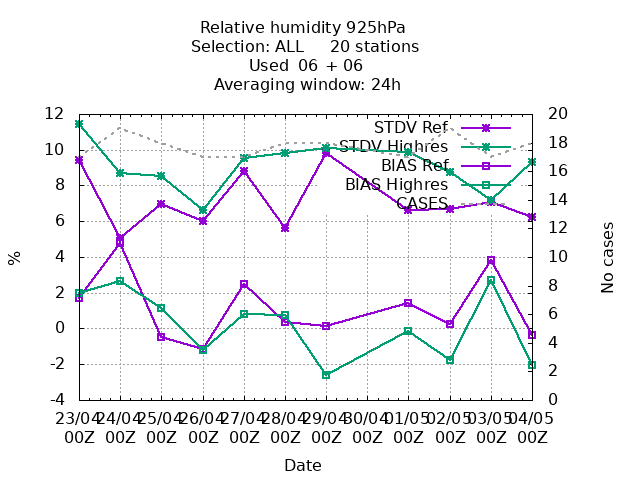 Relative humidity 925hPa
Selection: ALL 20 stations
Used 06 + 06
Averaging window: 24h
12 10 8 6 4 2 0 -2 -4
%
20 18 16 14 12 10 8 6 4 2 0
No cases
STDV Ref
STDV Highres
BIAS Ref
BIAS Highres
CASES
23/04 24/04 25/04 26/04 27/04 28/04 29/04 30/04 01/05 02/05 03/05 04/05
00Z 00Z 00Z 00Z 00Z 00Z 00Z 00Z 00Z 00Z 00Z 00Z
Date